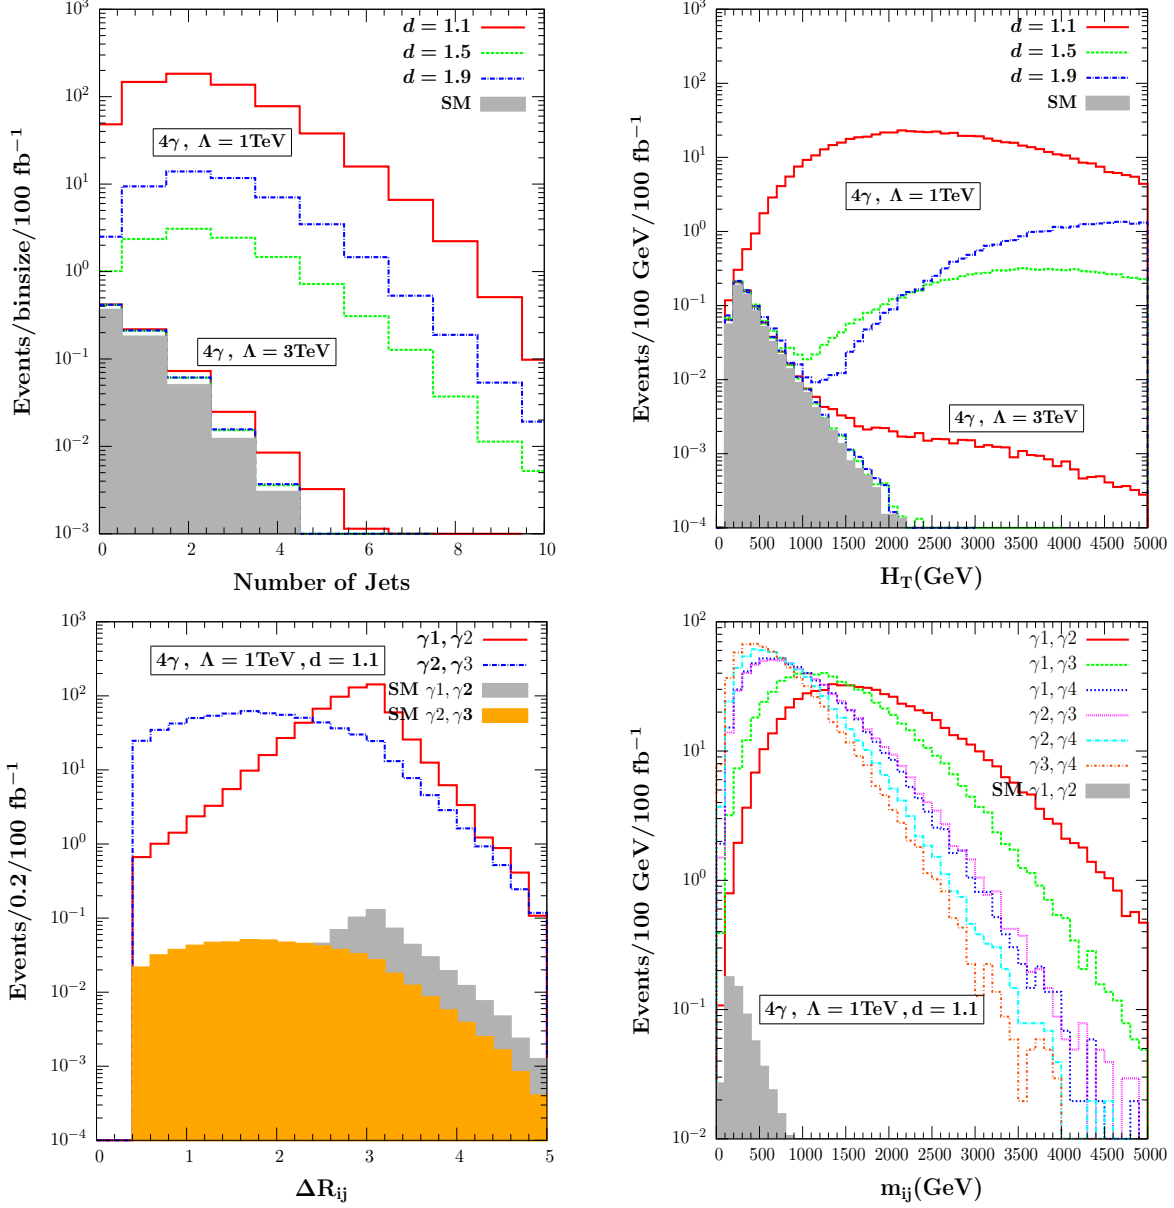 Events/binsize/100 fb⁻¹
10³
10²
10¹
10⁰
10⁻¹
10⁻²
10⁻³
d = 1.1
d = 1.5
d = 1.9
SM
4γ , Λ = 1TeV
4γ , Λ = 3TeV
0 2 4 6 8 10
Number of Jets
Events/100 GeV/100 fb⁻¹
10³
10²
10¹
10⁰
10⁻¹
10⁻²
10⁻³
10⁻⁴
d = 1.1
d = 1.5
d = 1.9
SM
4γ , Λ = 1TeV
4γ , Λ = 3TeV
0 500 1000 1500 2000 2500 3000 3500 4000 4500 5000
H_T(GeV)
Events/0.2/100 fb⁻¹
10³
10²
10¹
10⁰
10⁻¹
10⁻²
10⁻³
10⁻⁴
4γ , Λ = 1TeV , d = 1.1
γ1, γ2
γ2, γ3
SM γ1, γ2
SM γ2, γ3
0 1 2 3 4 5
ΔR_ij
Events/100 GeV/100 fb⁻¹
10²
10¹
10⁰
10⁻¹
10⁻²
γ1, γ2
γ1, γ3
γ1, γ4
γ2, γ3
γ2, γ4
γ3, γ4
SM γ1, γ2
4γ , Λ = 1TeV , d = 1.1
0 500 1000 1500 2000 2500 3000 3500 4000 4500 5000
m_ij(GeV)